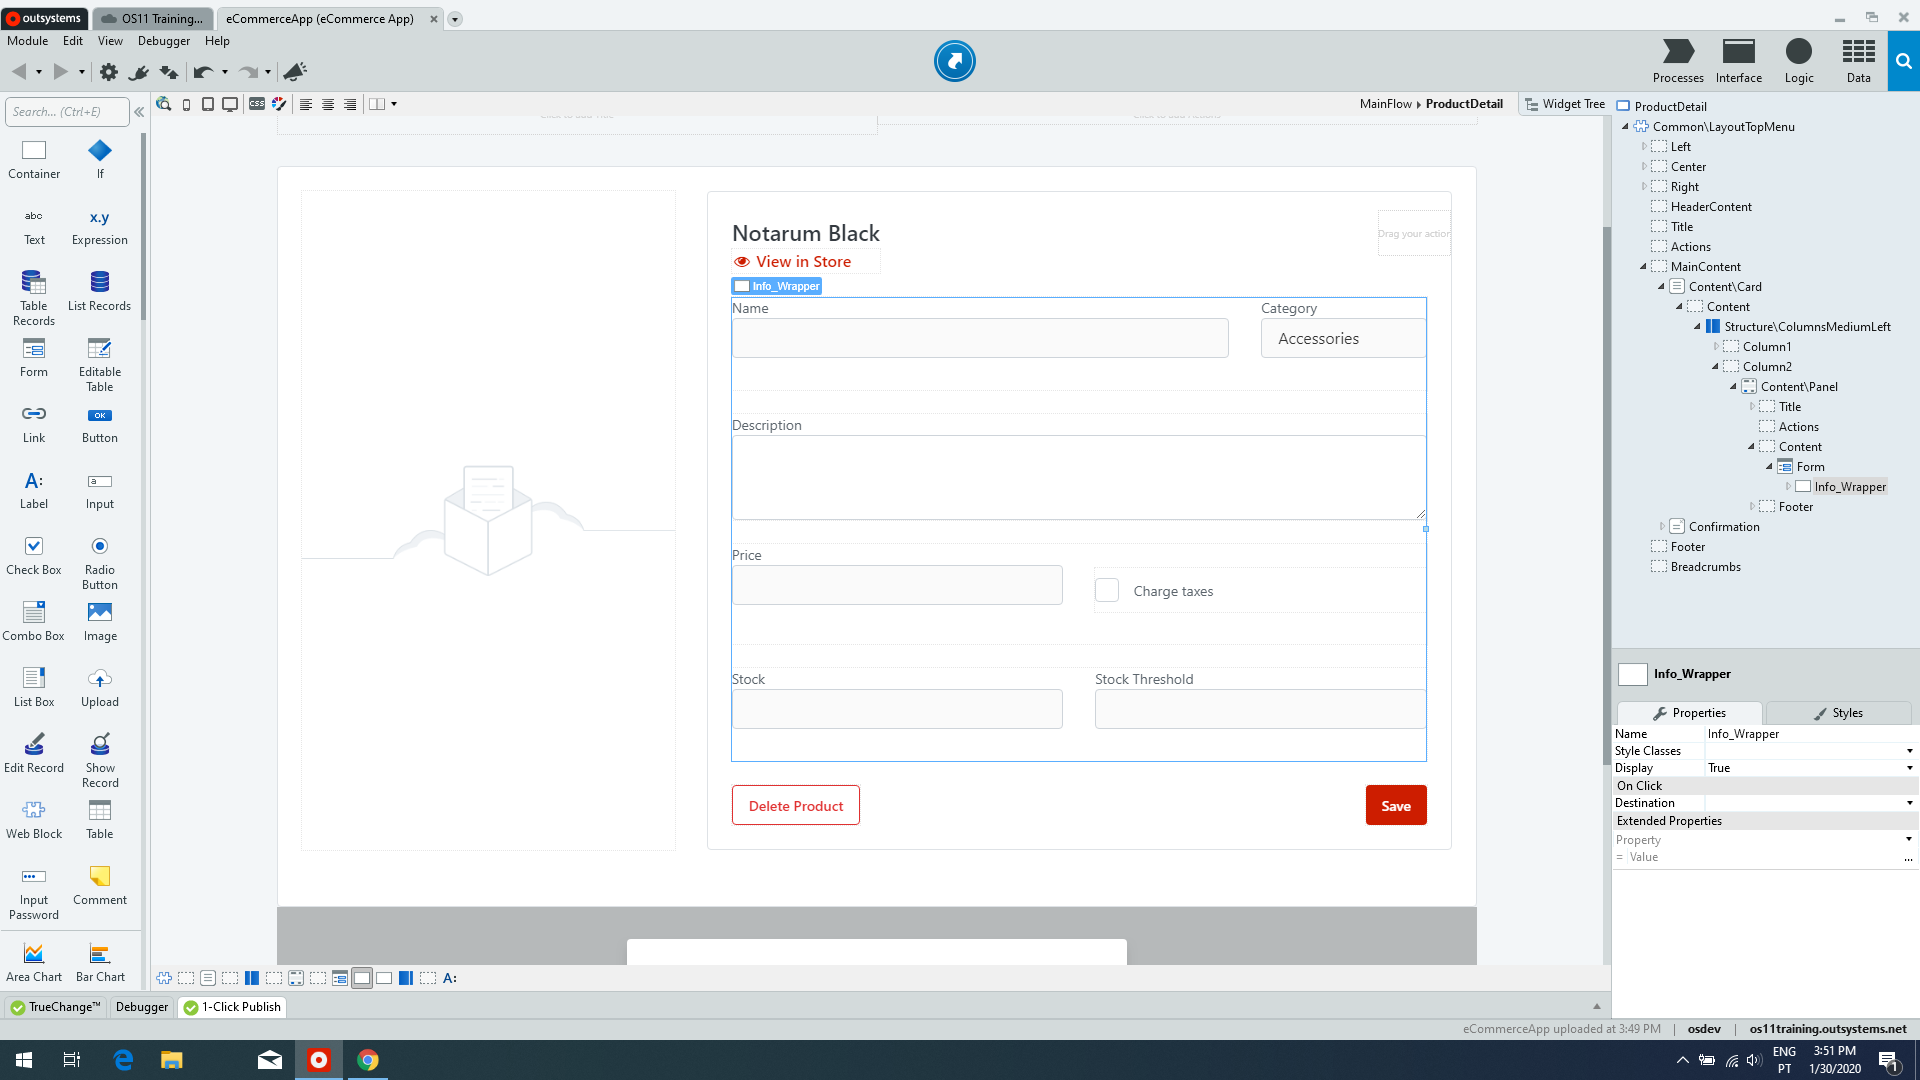 outsystems
OS11 Training...
eCommerceApp (eCommerce App)
Module Edit View Debugger Help
Processes
Interface
Logic
Data
Search... (Ctrl+E)
css
MainFlow ProductDetail
Widget Tree
Container
If
abc
Text
x.y
Expression
Table Records
List Records
Form
Editable Table
Link
OK
Button
A:
Label
a
Input
Check Box
Radio Button
Combo Box
Image
List Box
Upload
Edit Record
Show Record
Web Block
Table
Input Password
Comment
Area Chart
Bar Chart
Notarum Black
View in Store
Drag your action
Info_Wrapper
Name
Category
Accessories
Description
Price
Charge taxes
Stock
Stock Threshold
Delete Product
Save
ProductDetail
Common\LayoutTopMenu
Left
Center
Right
HeaderContent
Title
Actions
MainContent
Content\Card
Content
Structure\ColumnsMediumLeft
Column1
Column2
Content\Panel
Title
Actions
Content
Form
Info_Wrapper
Footer
Confirmation
Footer
Breadcrumbs
Info_Wrapper
Properties
Styles
Name Info_Wrapper
Style Classes
Display True
On Click
Destination
Extended Properties
Property
= Value ...
A:
TrueChange™
Debugger
1-Click Publish
eCommerceApp uploaded at 3:49 PM | osdev | os11training.outsystems.net
ENG
PT
3:51 PM
1/30/2020
1